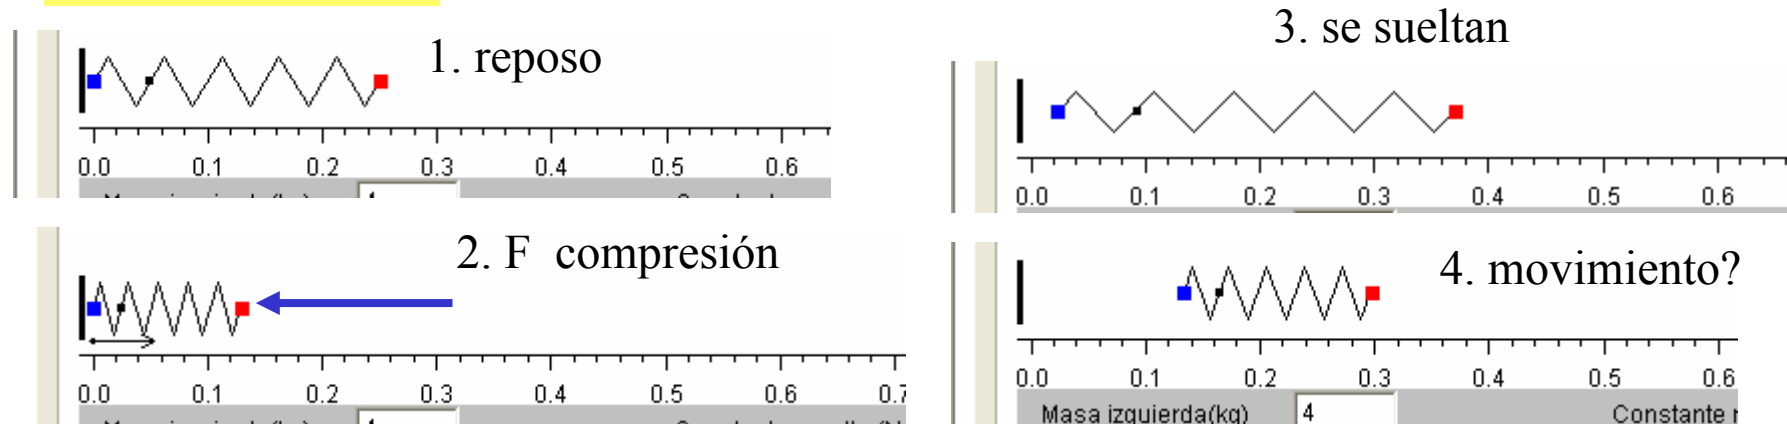 1. reposo
0.0 0.1 0.2 0.3 0.4 0.5 0.6
2. F compresión
0.0 0.1 0.2 0.3 0.4 0.5 0.6 0.7
3. se sueltan
0.0 0.1 0.2 0.3 0.4 0.5 0.6
4. movimiento?
0.0 0.1 0.2 0.3 0.4 0.5 0.6
Masa izquierda(kg) 4 Constante